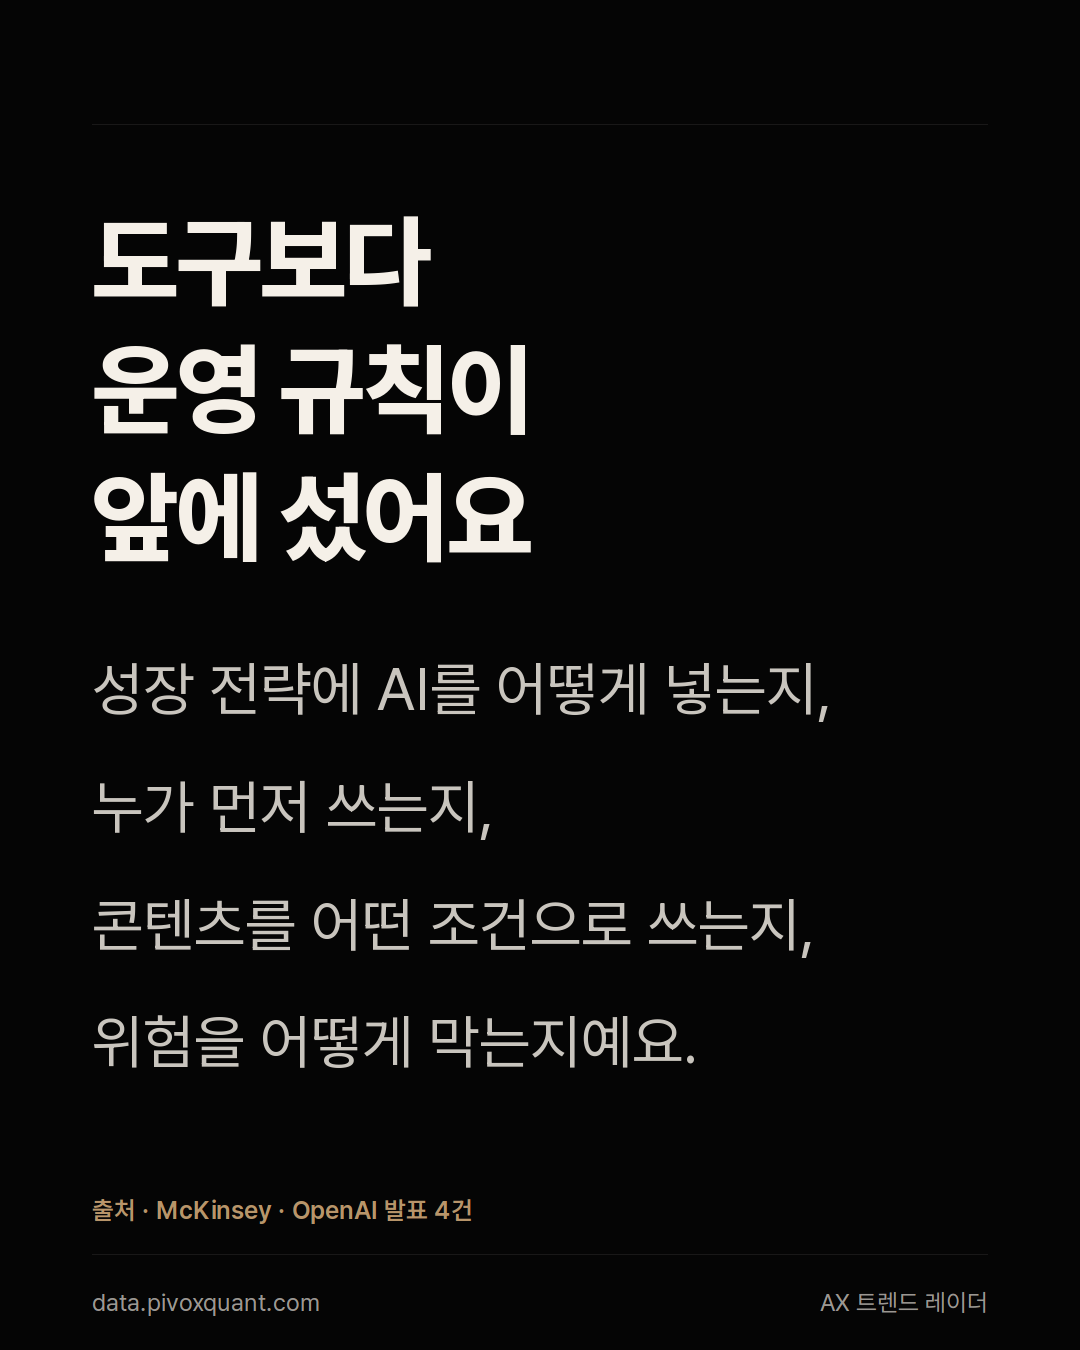 도구보다
운영 규칙이
앞에 섰어요
성장 전략에 AI를 어떻게 넣는지,
누가 먼저 쓰는지,
콘텐츠를 어떤 조건으로 쓰는지,
위험을 어떻게 막는지예요.
출처 · McKinsey · OpenAI 발표 4건
data.pivoxquant.com
AX 트렌드 레이더